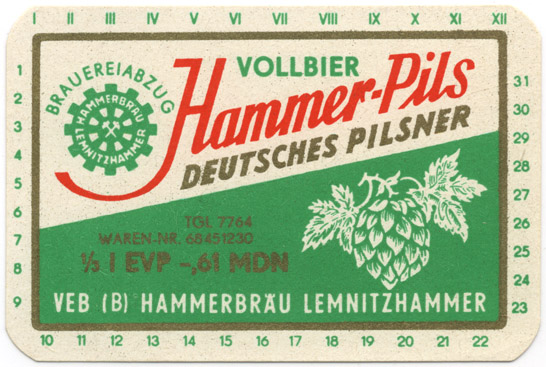 I II III IV V VI VII VIII IX X XI XII
BRAUEREIABZUG
HAMMERBRÄU
LEMNITZHAMMER
VOLLBIER
Hammer-Pils
DEUTSCHES PILSNER
TGL 7764
WAREN-NR. 68451230
⅓ l EVP -,61 MDN
VEB (B) HAMMERBRÄU LEMNITZHAMMER
1
2
3
4
5
6
7
8
9
10 11 12 13 14 15 16 17 18 19 20 21 22
31
30
29
28
27
26
25
24
23